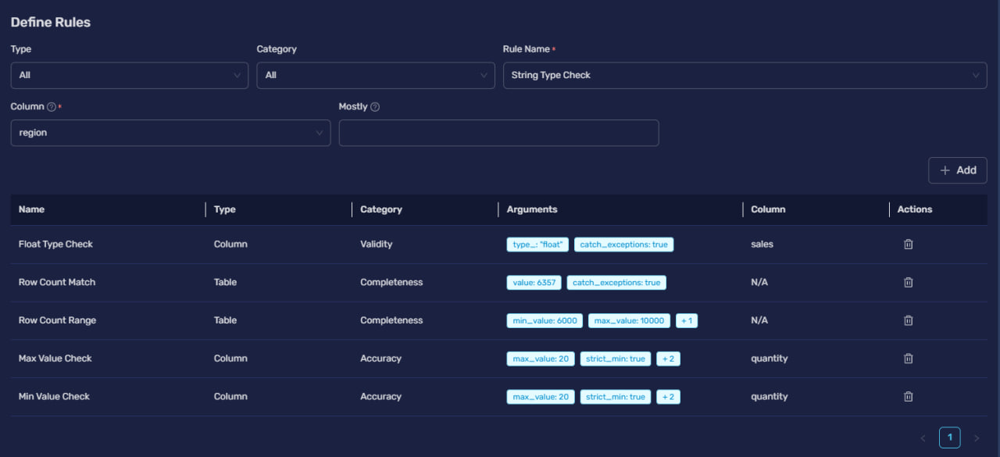 Define Rules
Type Category Rule Name *
All All String Type Check
Column ? * Mostly ?
region
+ Add
Name Type Category Arguments Column Actions
Float Type Check Column Validity type_: "float" catch_exceptions: true sales
Row Count Match Table Completeness value: 6357 catch_exceptions: true N/A
Row Count Range Table Completeness min_value: 6000 max_value: 10000 + 1 N/A
Max Value Check Column Accuracy max_value: 20 strict_min: true + 2 quantity
Min Value Check Column Accuracy max_value: 20 strict_min: true + 2 quantity
< 1 >